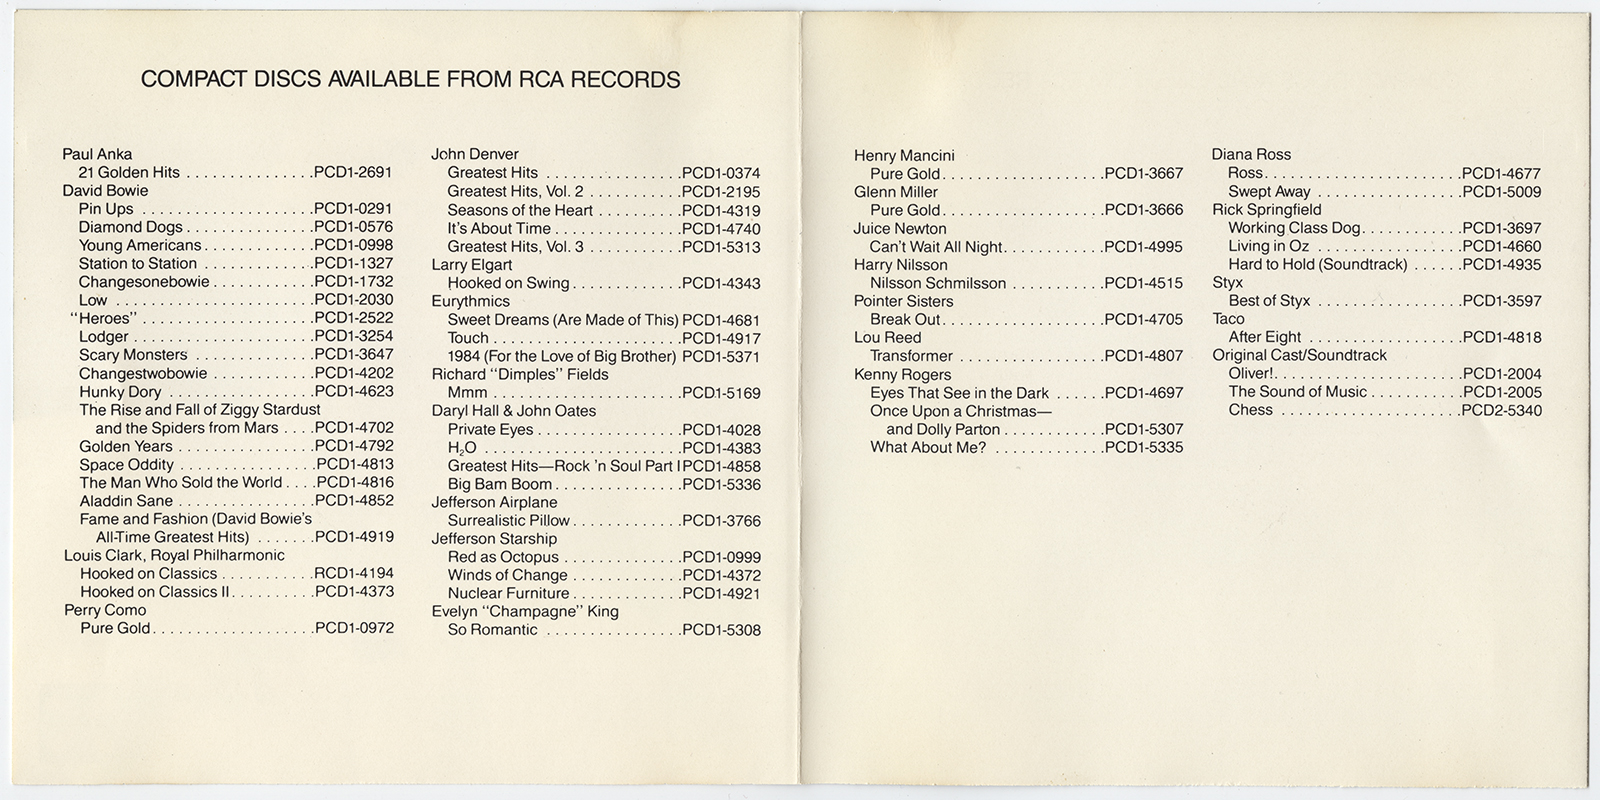 COMPACT DISCS AVAILABLE FROM RCA RECORDS
Paul Anka
21 Golden Hits . . . . . . . . . . . . . . . PCD1-2691
David Bowie
Pin Ups . . . . . . . . . . . . . . . . . . . . PCD1-0291
Diamond Dogs . . . . . . . . . . . . . . . PCD1-0576
Young Americans . . . . . . . . . . . . . PCD1-0998
Station to Station . . . . . . . . . . . . . PCD1-1327
Changesonebowie . . . . . . . . . . . . PCD1-1732
Low . . . . . . . . . . . . . . . . . . . . . . . PCD1-2030
"Heroes" . . . . . . . . . . . . . . . . . . . . PCD1-2522
Lodger . . . . . . . . . . . . . . . . . . . . . PCD1-3254
Scary Monsters . . . . . . . . . . . . . . PCD1-3647
Changestwobowie . . . . . . . . . . . . PCD1-4202
Hunky Dory . . . . . . . . . . . . . . . . . PCD1-4623
The Rise and Fall of Ziggy Stardust
and the Spiders from Mars . . . . PCD1-4702
Golden Years . . . . . . . . . . . . . . . . PCD1-4792
Space Oddity . . . . . . . . . . . . . . . . PCD1-4813
The Man Who Sold the World . . . . PCD1-4816
Aladdin Sane . . . . . . . . . . . . . . . . PCD1-4852
Fame and Fashion (David Bowie's
All-Time Greatest Hits) . . . . . . . PCD1-4919
Louis Clark, Royal Philharmonic
Hooked on Classics . . . . . . . . . . . RCD1-4194
Hooked on Classics II . . . . . . . . . . PCD1-4373
Perry Como
Pure Gold . . . . . . . . . . . . . . . . . . . PCD1-0972
John Denver
Greatest Hits . . . . . . . . . . . . . . . . PCD1-0374
Greatest Hits, Vol. 2 . . . . . . . . . . . PCD1-2195
Seasons of the Heart . . . . . . . . . . PCD1-4319
It's About Time . . . . . . . . . . . . . . . PCD1-4740
Greatest Hits, Vol. 3 . . . . . . . . . . . PCD1-5313
Larry Elgart
Hooked on Swing . . . . . . . . . . . . . PCD1-4343
Eurythmics
Sweet Dreams (Are Made of This) PCD1-4681
Touch . . . . . . . . . . . . . . . . . . . . . . PCD1-4917
1984 (For the Love of Big Brother) PCD1-5371
Richard "Dimples" Fields
Mmm . . . . . . . . . . . . . . . . . . . . . . PCD1-5169
Daryl Hall & John Oates
Private Eyes . . . . . . . . . . . . . . . . . PCD1-4028
H₂O . . . . . . . . . . . . . . . . . . . . . . . PCD1-4383
Greatest Hits—Rock 'n Soul Part I PCD1-4858
Big Bam Boom . . . . . . . . . . . . . . . PCD1-5336
Jefferson Airplane
Surrealistic Pillow . . . . . . . . . . . . . PCD1-3766
Jefferson Starship
Red as Octopus . . . . . . . . . . . . . . PCD1-0999
Winds of Change . . . . . . . . . . . . . PCD1-4372
Nuclear Furniture . . . . . . . . . . . . . PCD1-4921
Evelyn "Champagne" King
So Romantic . . . . . . . . . . . . . . . . PCD1-5308
Henry Mancini
Pure Gold . . . . . . . . . . . . . . . . . . . PCD1-3667
Glenn Miller
Pure Gold . . . . . . . . . . . . . . . . . . . PCD1-3666
Juice Newton
Can't Wait All Night . . . . . . . . . . . . PCD1-4995
Harry Nilsson
Nilsson Schmilsson . . . . . . . . . . . PCD1-4515
Pointer Sisters
Break Out . . . . . . . . . . . . . . . . . . . PCD1-4705
Lou Reed
Transformer . . . . . . . . . . . . . . . . . PCD1-4807
Kenny Rogers
Eyes That See in the Dark . . . . . . PCD1-4697
Once Upon a Christmas—
and Dolly Parton . . . . . . . . . . . . PCD1-5307
What About Me? . . . . . . . . . . . . . PCD1-5335
Diana Ross
Ross . . . . . . . . . . . . . . . . . . . . . . . PCD1-4677
Swept Away . . . . . . . . . . . . . . . . . PCD1-5009
Rick Springfield
Working Class Dog . . . . . . . . . . . . PCD1-3697
Living in Oz . . . . . . . . . . . . . . . . . PCD1-4660
Hard to Hold (Soundtrack) . . . . . . PCD1-4935
Styx
Best of Styx . . . . . . . . . . . . . . . . . PCD1-3597
Taco
After Eight . . . . . . . . . . . . . . . . . . PCD1-4818
Original Cast/Soundtrack
Oliver! . . . . . . . . . . . . . . . . . . . . . . PCD1-2004
The Sound of Music . . . . . . . . . . . PCD1-2005
Chess . . . . . . . . . . . . . . . . . . . . . PCD2-5340